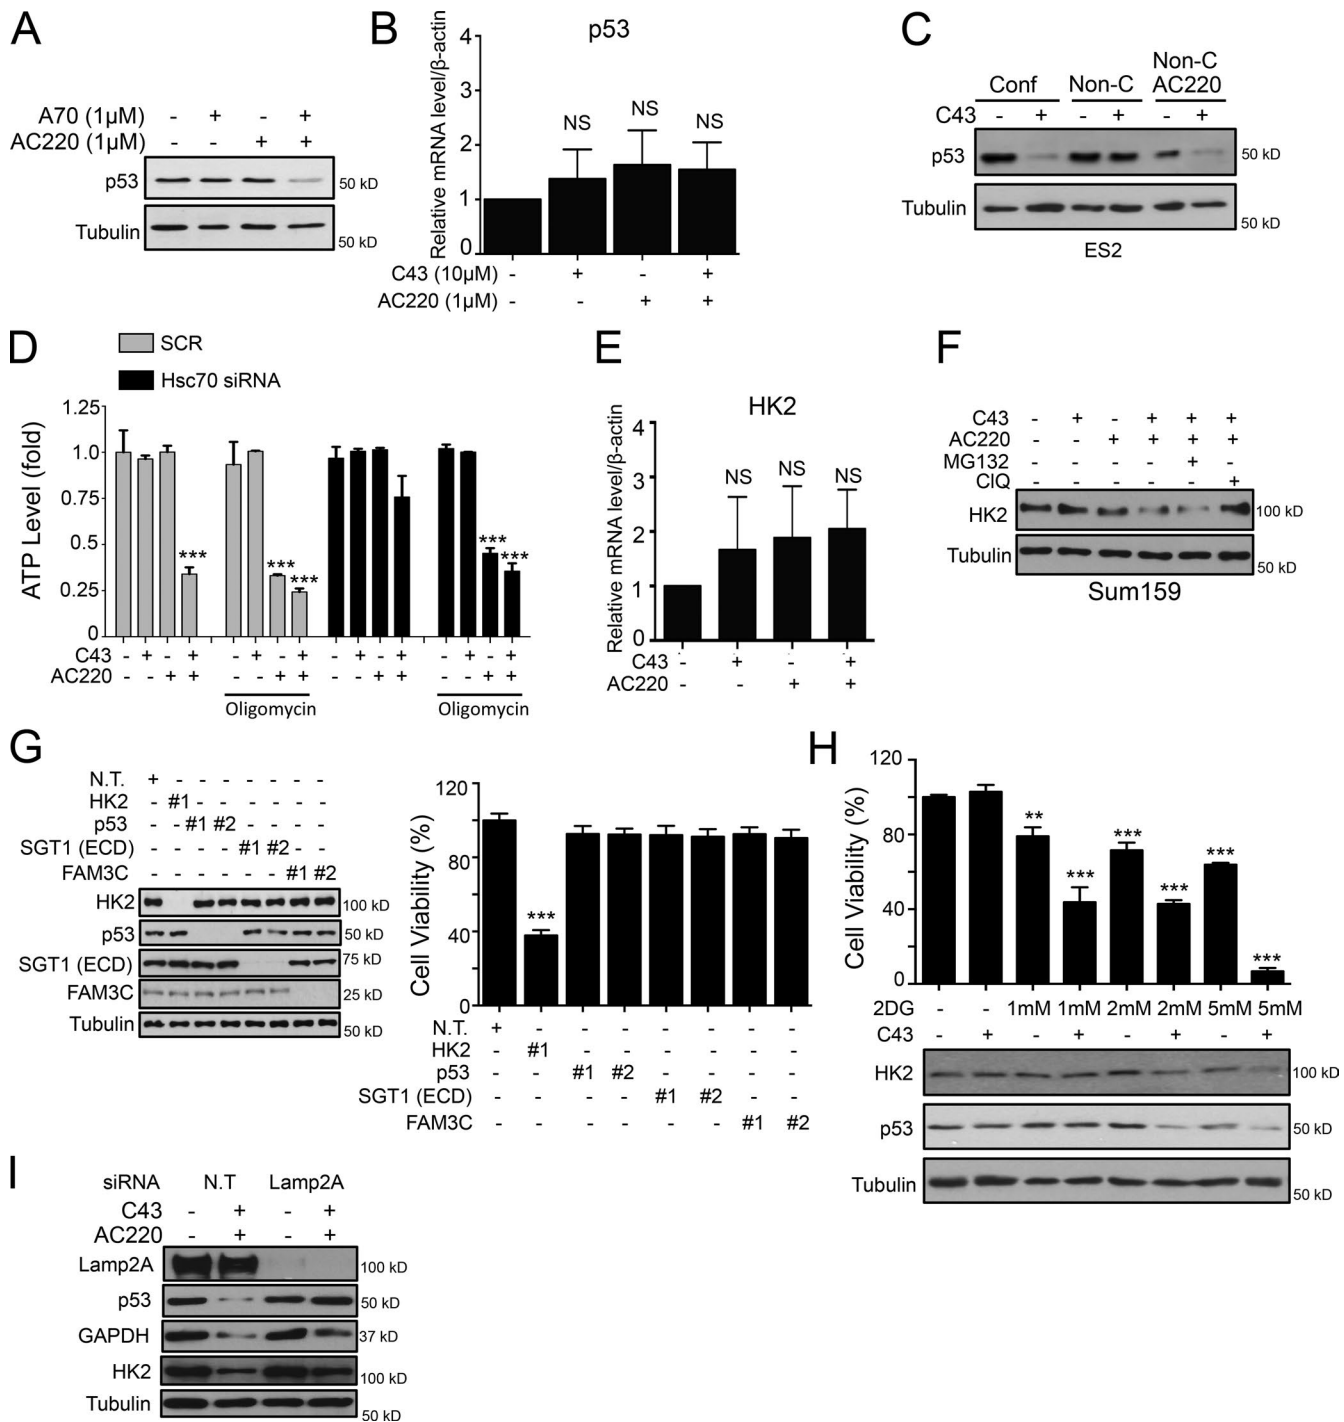 A
A70 (1µM) - + - +
AC220 (1µM) - - + +
p53 50 kD
Tubulin 50 kD
B
p53
Relative mRNA level/β-actin
4
3
2
1
0
NS NS NS
C43 (10µM) - + - +
AC220 (1µM) - - + +
C
Non-C
Conf Non-C AC220
C43 - + - + - +
p53 50 kD
Tubulin 50 kD
ES2
D
SCR
Hsc70 siRNA
ATP Level (fold)
1.25
1.0
0.75
0.5
0.25
0
*** *** *** *** ***
C43 - + - + - + - + - + - + - + - +
AC220 - - + + - - + + - - + + - - + +
Oligomycin Oligomycin
E
HK2
Relative mRNA level/β-actin
4
3
2
1
0
NS NS NS
C43 - + - +
AC220 - - + +
F
C43 - + - + + +
AC220 - - + + + +
MG132 - - - - + -
ClQ - - - - - +
HK2 100 kD
Tubulin 50 kD
Sum159
G
N.T. + - - - - - - -
HK2 - #1 - - - - - -
p53 - - #1 #2 - - - -
SGT1 (ECD) - - - - #1 #2 - -
FAM3C - - - - - - #1 #2
HK2 100 kD
p53 50 kD
SGT1 (ECD) 75 kD
FAM3C 25 kD
Tubulin 50 kD
Cell Viability (%)
120
80
40
0
***
N.T. + - - - - - - -
HK2 - #1 - - - - - -
p53 - - #1 #2 - - - -
SGT1 (ECD) - - - - #1 #2 - -
FAM3C - - - - - - #1 #2
H
Cell Viability (%)
120
80
40
0
** *** *** *** *** ***
2DG - - 1mM 1mM 2mM 2mM 5mM 5mM
C43 - + - + - + - +
HK2 100 kD
p53 50 kD
Tubulin 50 kD
I
siRNA N.T Lamp2A
C43 - + - +
AC220 - + - +
Lamp2A 100 kD
p53 50 kD
GAPDH 37 kD
HK2 100 kD
Tubulin 50 kD